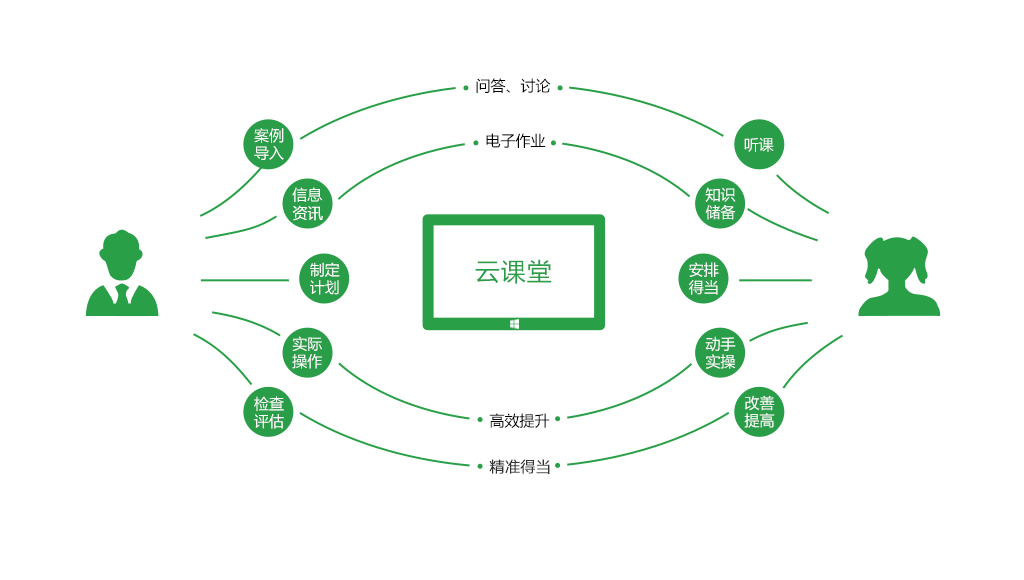 问答、讨论
电子作业
案例
导入
听课
信息
资讯
知识
储备
制定
计划
云课堂
安排
得当
实际
操作
动手
实操
检查
评估
改善
提高
高效提升
精准得当